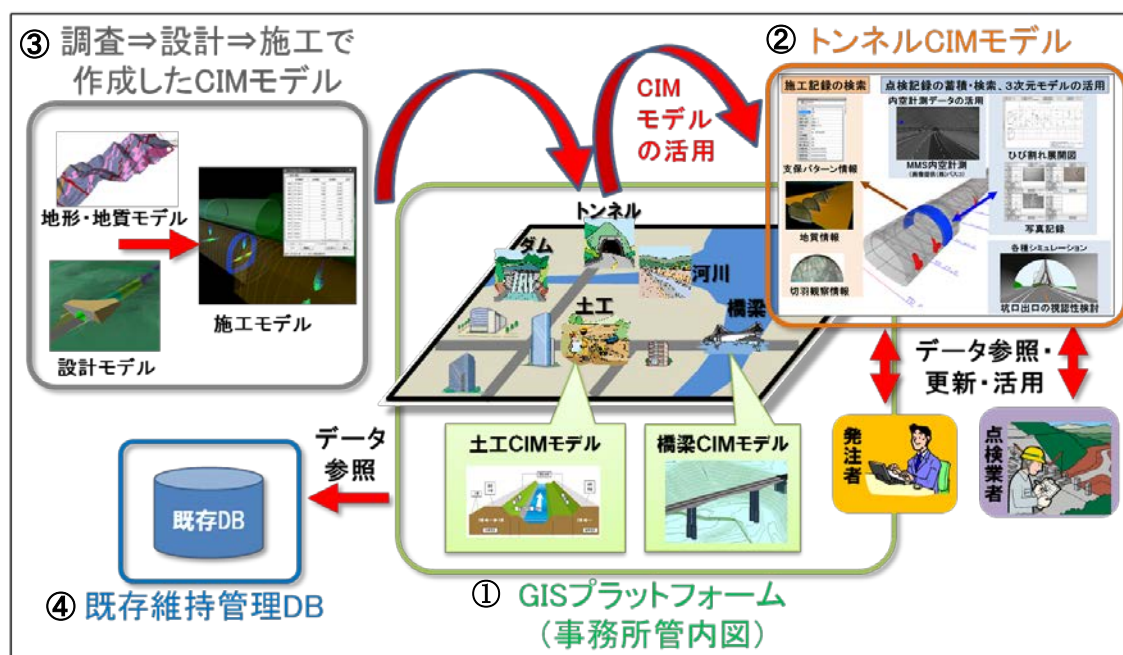 ③ 調査⇒設計⇒施工で
作成したCIMモデル
地形・地質モデル
設計モデル
施工モデル
CIM
モデル
の活用
② トンネルCIMモデル
施工記録の検索
点検記録の蓄積・検索、3次元モデルの活用
支保パターン情報
地質情報
切羽観察情報
内空計測データの活用
MMS内空計測
ひび割れ展開図
写真記録
各種シミュレーション
坑口出口の視認性検討
トンネル
ダム
河川
土工
橋梁
土工CIMモデル
橋梁CIMモデル
データ参照・
更新・活用
発注者
点検業者
データ
参照
既存DB
④ 既存維持管理DB
① GISプラットフォーム
（事務所管内図）